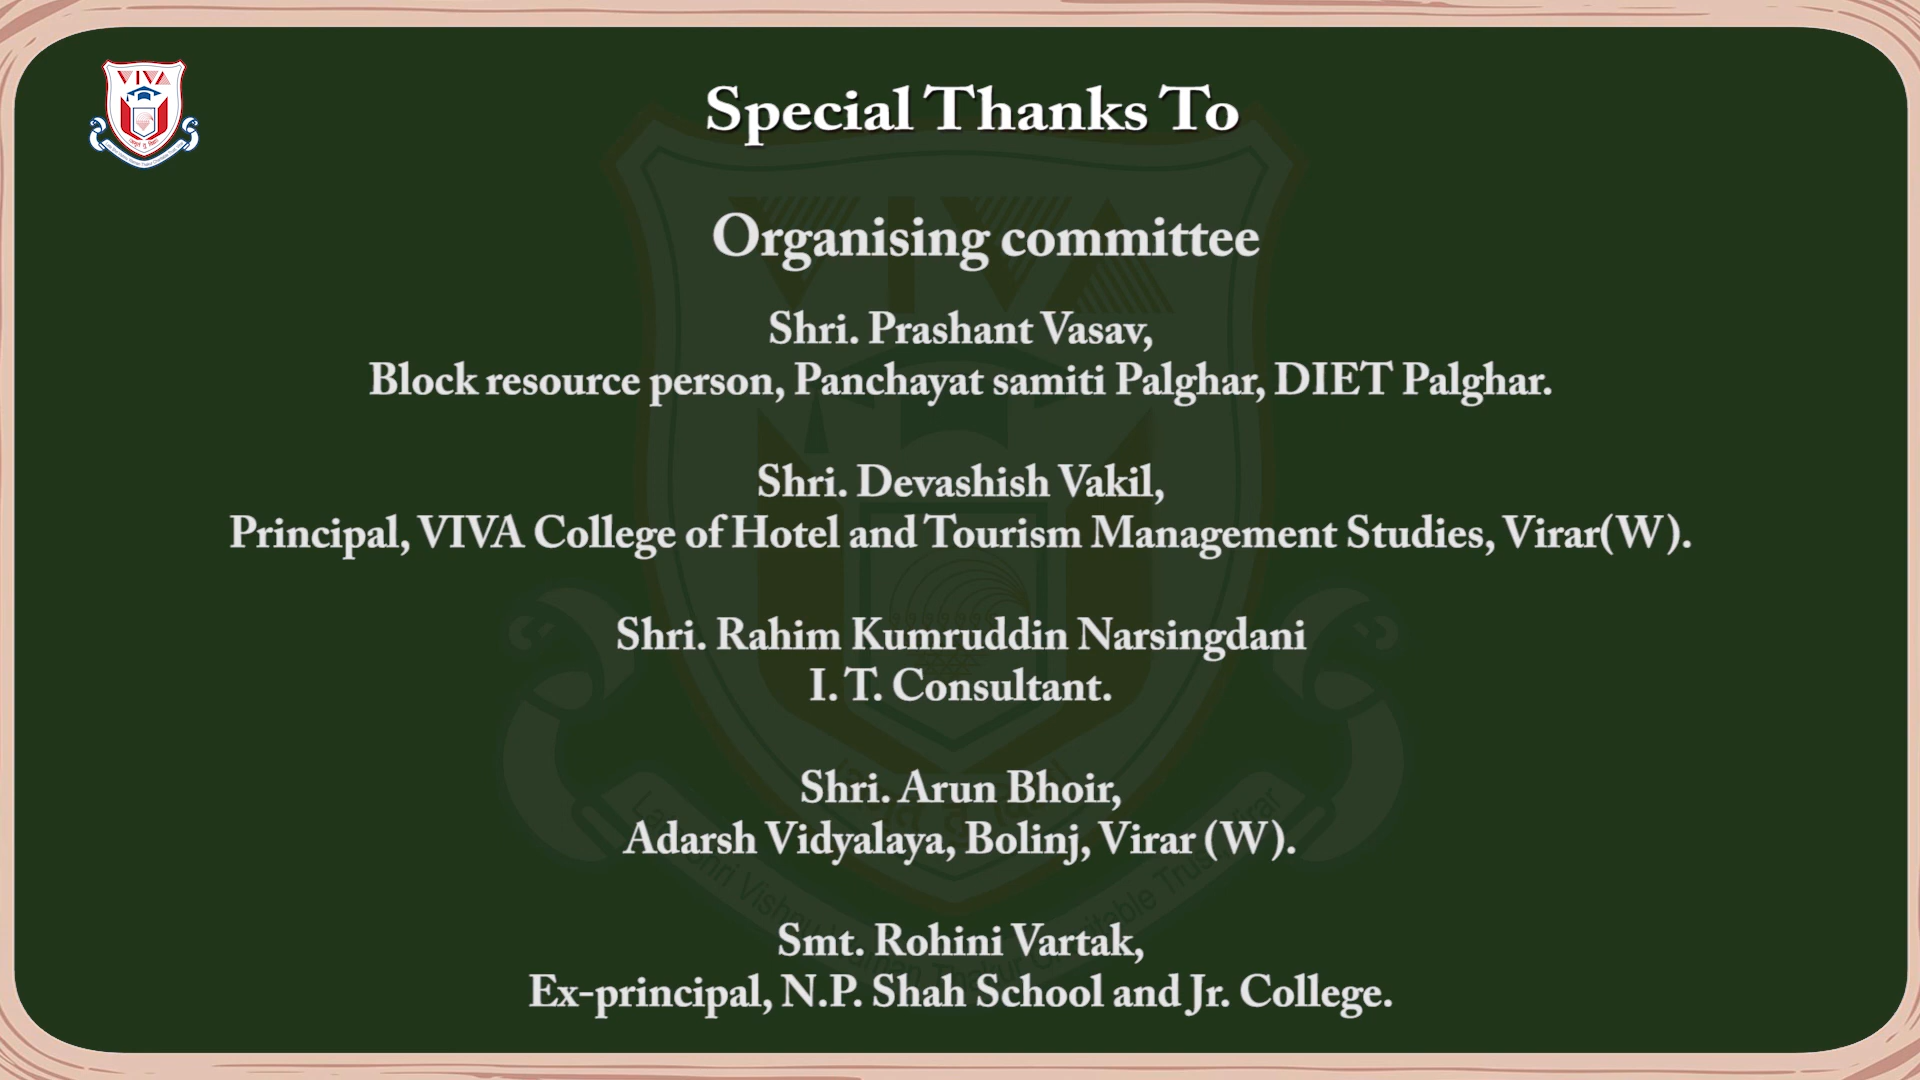 VIVA
Special Thanks To
Organising committee
Shri. Prashant Vasav,
Block resource person, Panchayat samiti Palghar, DIET Palghar.
Shri. Devashish Vakil,
Principal, VIVA College of Hotel and Tourism Management Studies, Virar(W).
Shri. Rahim Kumruddin Narsingdani
I. T. Consultant.
Shri. Arun Bhoir,
Adarsh Vidyalaya, Bolinj, Virar (W).
Smt. Rohini Vartak,
Ex-principal, N.P. Shah School and Jr. College.